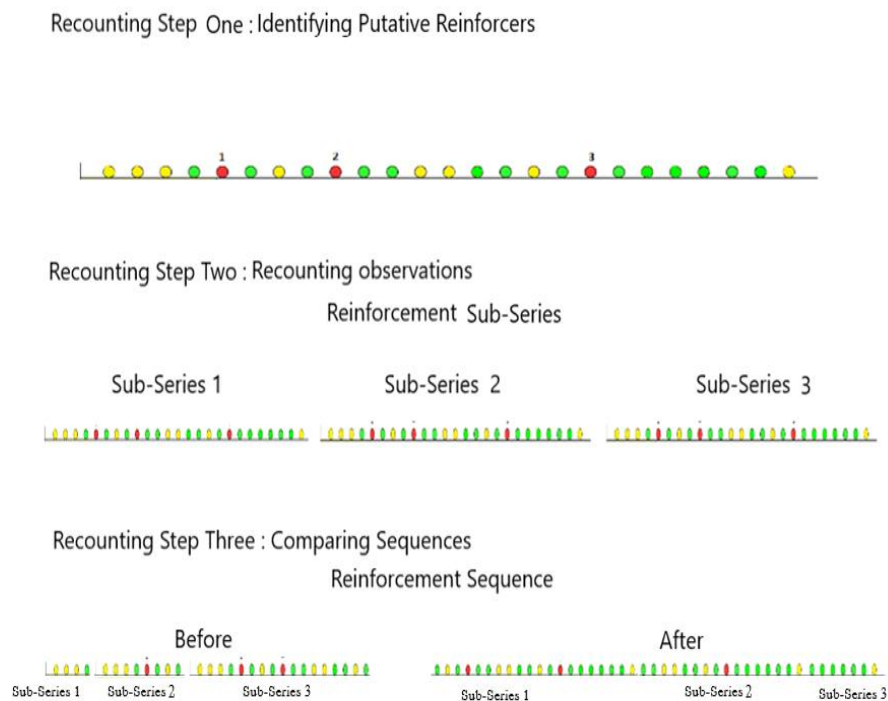 Recounting Step One : Identifying Putative Reinforcers
1 2 3
Recounting Step Two : Recounting observations
Reinforcement Sub-Series
Sub-Series 1 Sub-Series 2 Sub-Series 3
Recounting Step Three : Comparing Sequences
Reinforcement Sequence
Before After
Sub-Series 1 Sub-Series 2 Sub-Series 3 Sub-Series 1 Sub-Series 2 Sub-Series 3